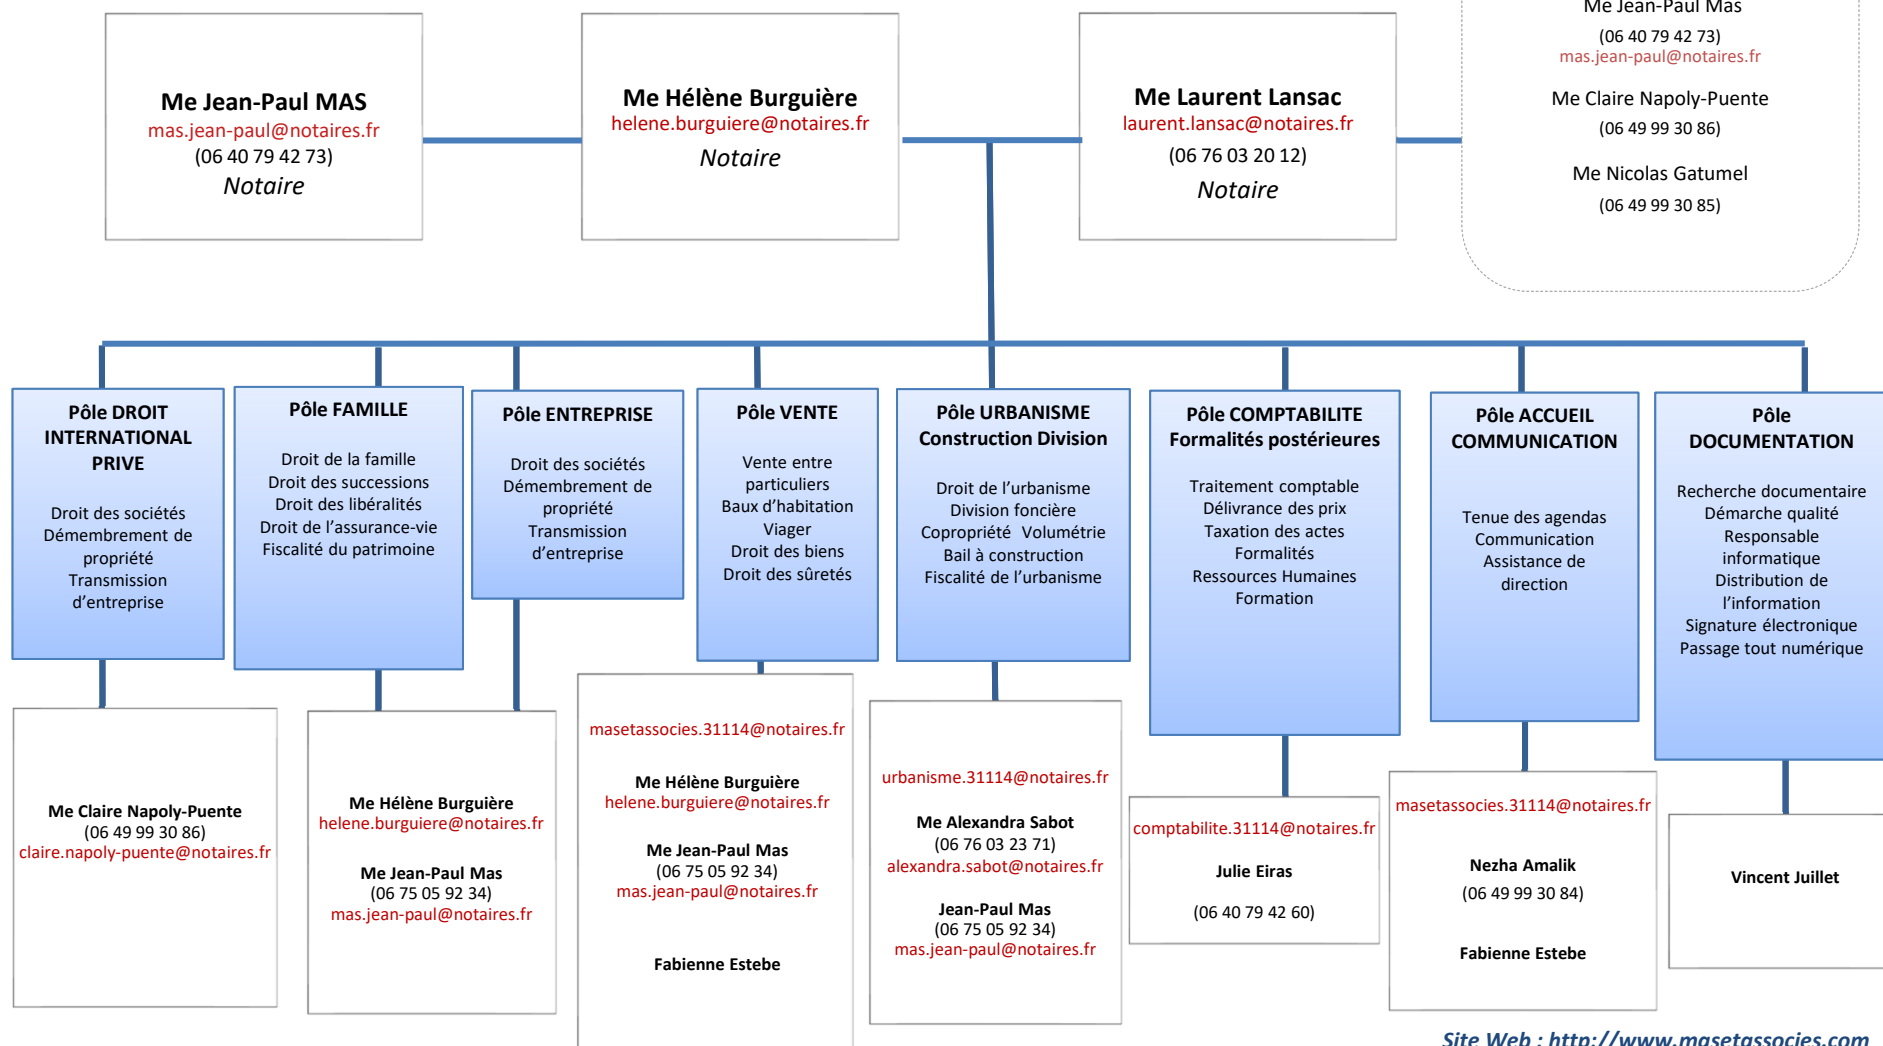 Me Jean-Paul MAS
mas.jean-paul@notaires.fr
(06 40 79 42 73)
Notaire
Me Hélène Burguière
helene.burguiere@notaires.fr
Notaire
Me Laurent Lansac
laurent.lansac@notaires.fr
(06 76 03 20 12)
Notaire
Me Jean-Paul Mas
(06 40 79 42 73)
mas.jean-paul@notaires.fr
Me Claire Napoly-Puente
(06 49 99 30 86)
Me Nicolas Gatumel
(06 49 99 30 85)
Pôle DROIT
INTERNATIONAL
PRIVE
Droit des sociétés
Démembrement de
propriété
Transmission
d’entreprise
Pôle FAMILLE
Droit de la famille
Droit des successions
Droit des libéralités
Droit de l’assurance-vie
Fiscalité du patrimoine
Pôle ENTREPRISE
Droit des sociétés
Démembrement de
propriété
Transmission
d’entreprise
Pôle VENTE
Vente entre
particuliers
Baux d’habitation
Viager
Droit des biens
Droit des sûretés
Pôle URBANISME
Construction Division
Droit de l’urbanisme
Division foncière
Copropriété Volumétrie
Bail à construction
Fiscalité de l’urbanisme
Pôle COMPTABILITE
Formalités postérieures
Traitement comptable
Délivrance des prix
Taxation des actes
Formalités
Ressources Humaines
Formation
Pôle ACCUEIL
COMMUNICATION
Tenue des agendas
Communication
Assistance de
direction
Pôle
DOCUMENTATION
Recherche documentaire
Démarche qualité
Responsable
informatique
Distribution de
l’information
Signature électronique
Passage tout numérique
Me Claire Napoly-Puente
(06 49 99 30 86)
claire.napoly-puente@notaires.fr
Me Hélène Burguière
helene.burguiere@notaires.fr
Me Jean-Paul Mas
(06 75 05 92 34)
mas.jean-paul@notaires.fr
masetassocies.31114@notaires.fr
Me Hélène Burguière
helene.burguiere@notaires.fr
Me Jean-Paul Mas
(06 75 05 92 34)
mas.jean-paul@notaires.fr
Fabienne Estebe
urbanisme.31114@notaires.fr
Me Alexandra Sabot
(06 76 03 23 71)
alexandra.sabot@notaires.fr
Jean-Paul Mas
(06 75 05 92 34)
mas.jean-paul@notaires.fr
comptabilite.31114@notaires.fr
Julie Eiras
(06 40 79 42 60)
masetassocies.31114@notaires.fr
Nezha Amalik
(06 49 99 30 84)
Fabienne Estebe
Vincent Juillet
Site Web : http://www.masetassocies.com